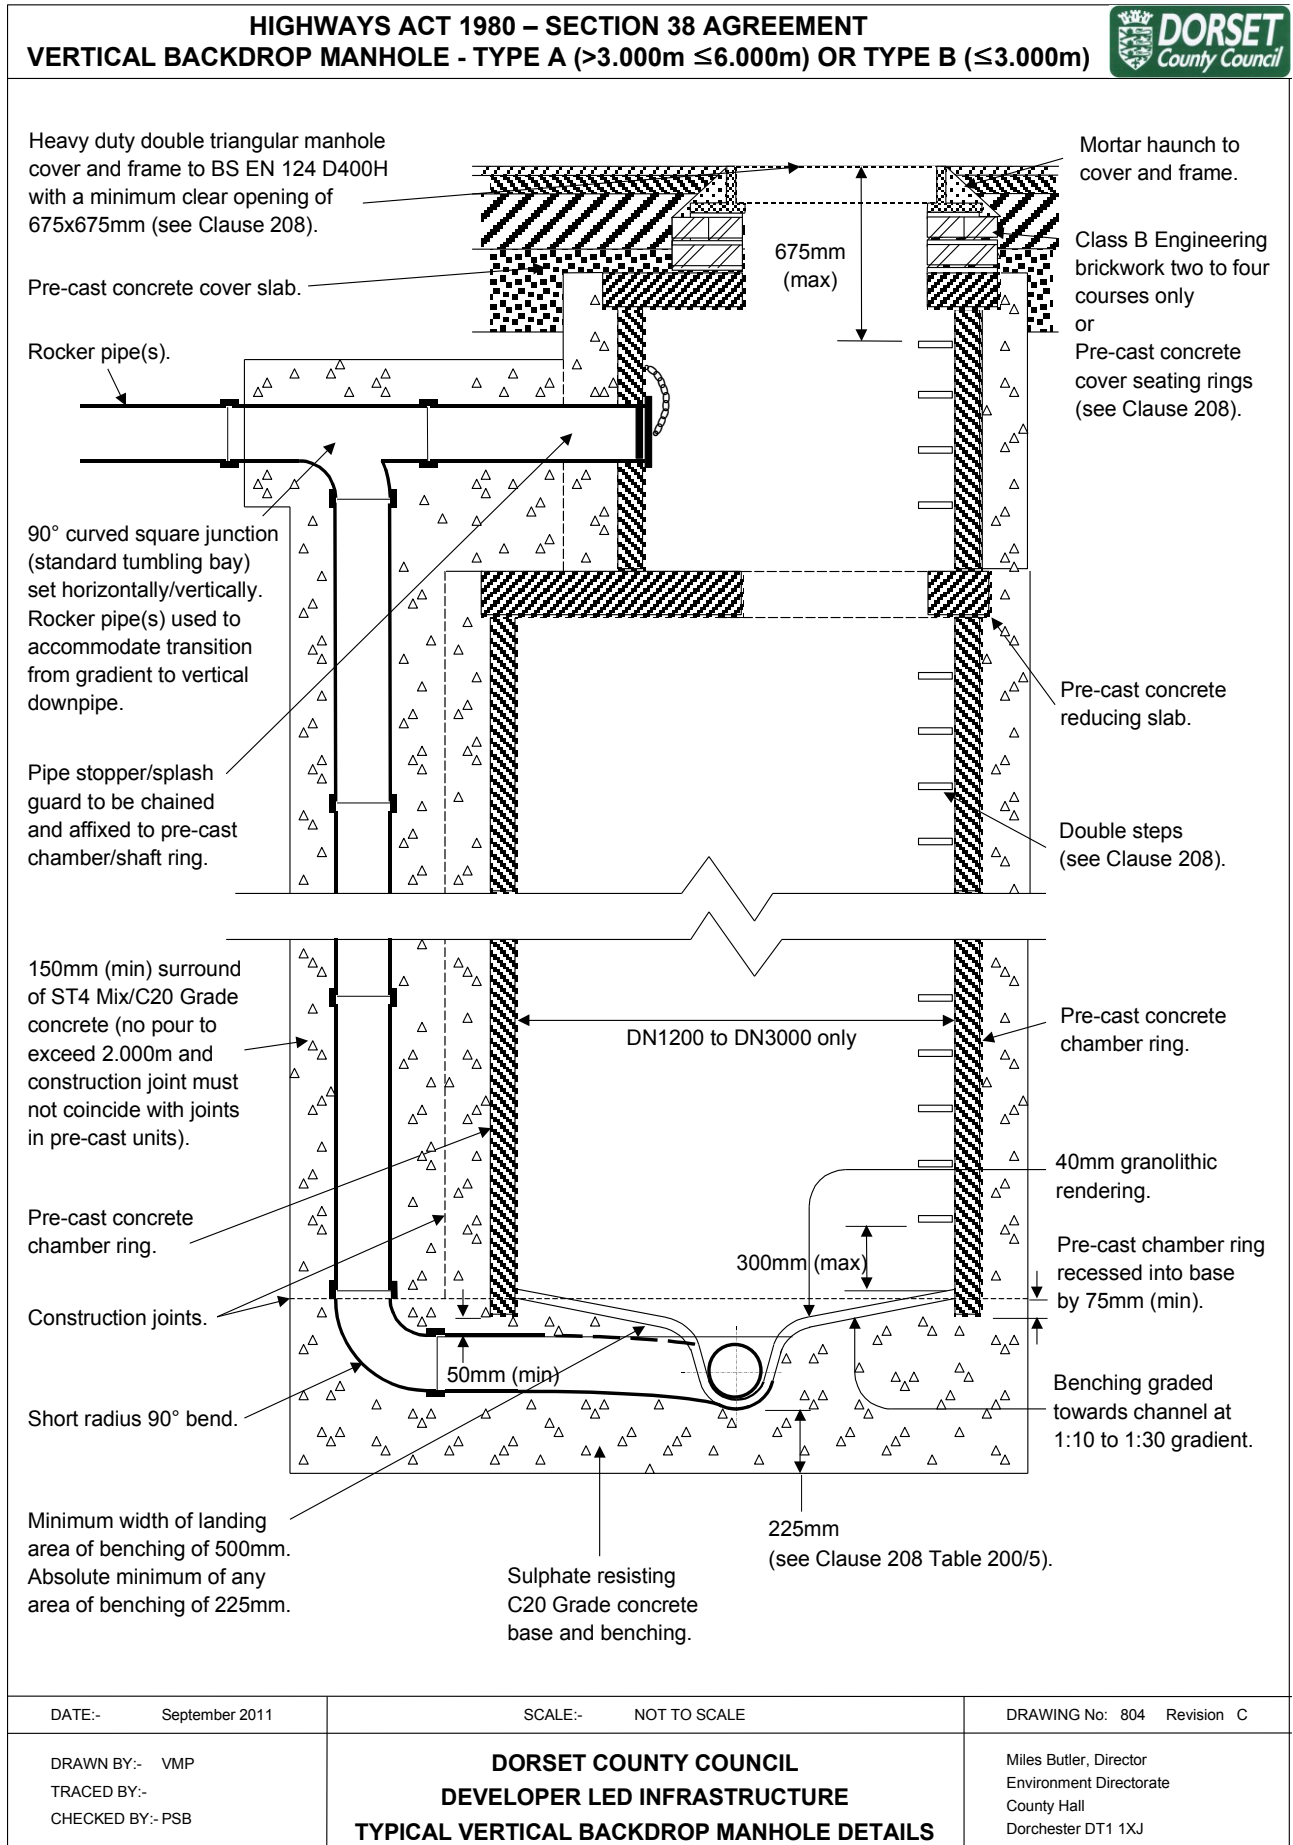 HIGHWAYS ACT 1980 – SECTION 38 AGREEMENT
VERTICAL BACKDROP MANHOLE - TYPE A (>3.000m ≤6.000m) OR TYPE B (≤3.000m)
DORSET
County Council
Heavy duty double triangular manhole
cover and frame to BS EN 124 D400H
with a minimum clear opening of
675x675mm (see Clause 208).
Pre-cast concrete cover slab.
Rocker pipe(s).
90° curved square junction
(standard tumbling bay)
set horizontally/vertically.
Rocker pipe(s) used to
accommodate transition
from gradient to vertical
downpipe.
Pipe stopper/splash
guard to be chained
and affixed to pre-cast
chamber/shaft ring.
150mm (min) surround
of ST4 Mix/C20 Grade
concrete (no pour to
exceed 2.000m and
construction joint must
not coincide with joints
in pre-cast units).
Pre-cast concrete
chamber ring.
Construction joints.
Short radius 90° bend.
Minimum width of landing
area of benching of 500mm.
Absolute minimum of any
area of benching of 225mm.
675mm
(max)
DN1200 to DN3000 only
300mm (max)
50mm (min)
Sulphate resisting
C20 Grade concrete
base and benching.
225mm
(see Clause 208 Table 200/5).
Mortar haunch to
cover and frame.
Class B Engineering
brickwork two to four
courses only
or
Pre-cast concrete
cover seating rings
(see Clause 208).
Pre-cast concrete
reducing slab.
Double steps
(see Clause 208).
Pre-cast concrete
chamber ring.
40mm granolithic
rendering.
Pre-cast chamber ring
recessed into base
by 75mm (min).
Benching graded
towards channel at
1:10 to 1:30 gradient.
DATE:- September 2011
SCALE:- NOT TO SCALE
DRAWING No: 804 Revision C
DRAWN BY:- VMP
TRACED BY:-
CHECKED BY:- PSB
DORSET COUNTY COUNCIL
DEVELOPER LED INFRASTRUCTURE
TYPICAL VERTICAL BACKDROP MANHOLE DETAILS
Miles Butler, Director
Environment Directorate
County Hall
Dorchester DT1 1XJ